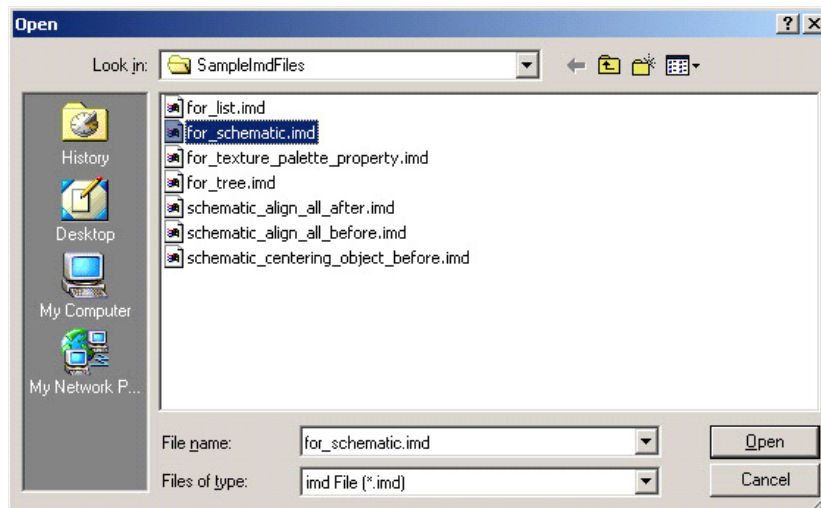 Open
Look in: SampleImdFiles
for_list.imd
for_schematic.imd
for_texture_palette_property.imd
for_tree.imd
schematic_align_all_after.imd
schematic_align_all_before.imd
schematic_centering_object_before.imd
History
Desktop
My Computer
My Network P...
File name: for_schematic.imd Open
Files of type: imd File (*.imd) Cancel